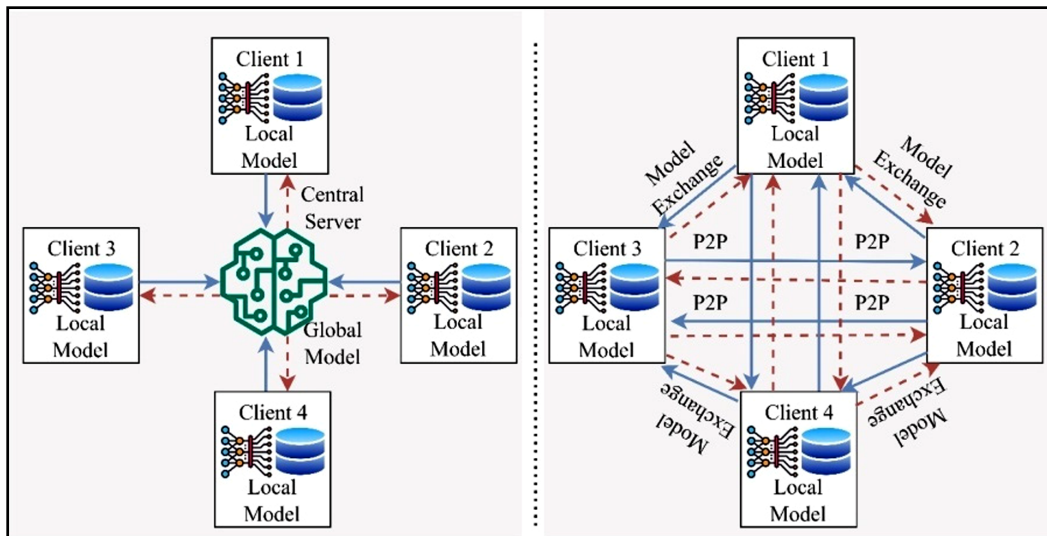 Client 1
Local
Model
Central
Server
Client 3
Local
Model
Client 2
Local
Model
Global
Model
Client 4
Local
Model
Client 1
Local
Model
Model
Exchange
Model
Exchange
Client 3
Local
Model
P2P
P2P
P2P
P2P
Client 2
Local
Model
Model
Exchange
Model
Exchange
Client 4
Local
Model